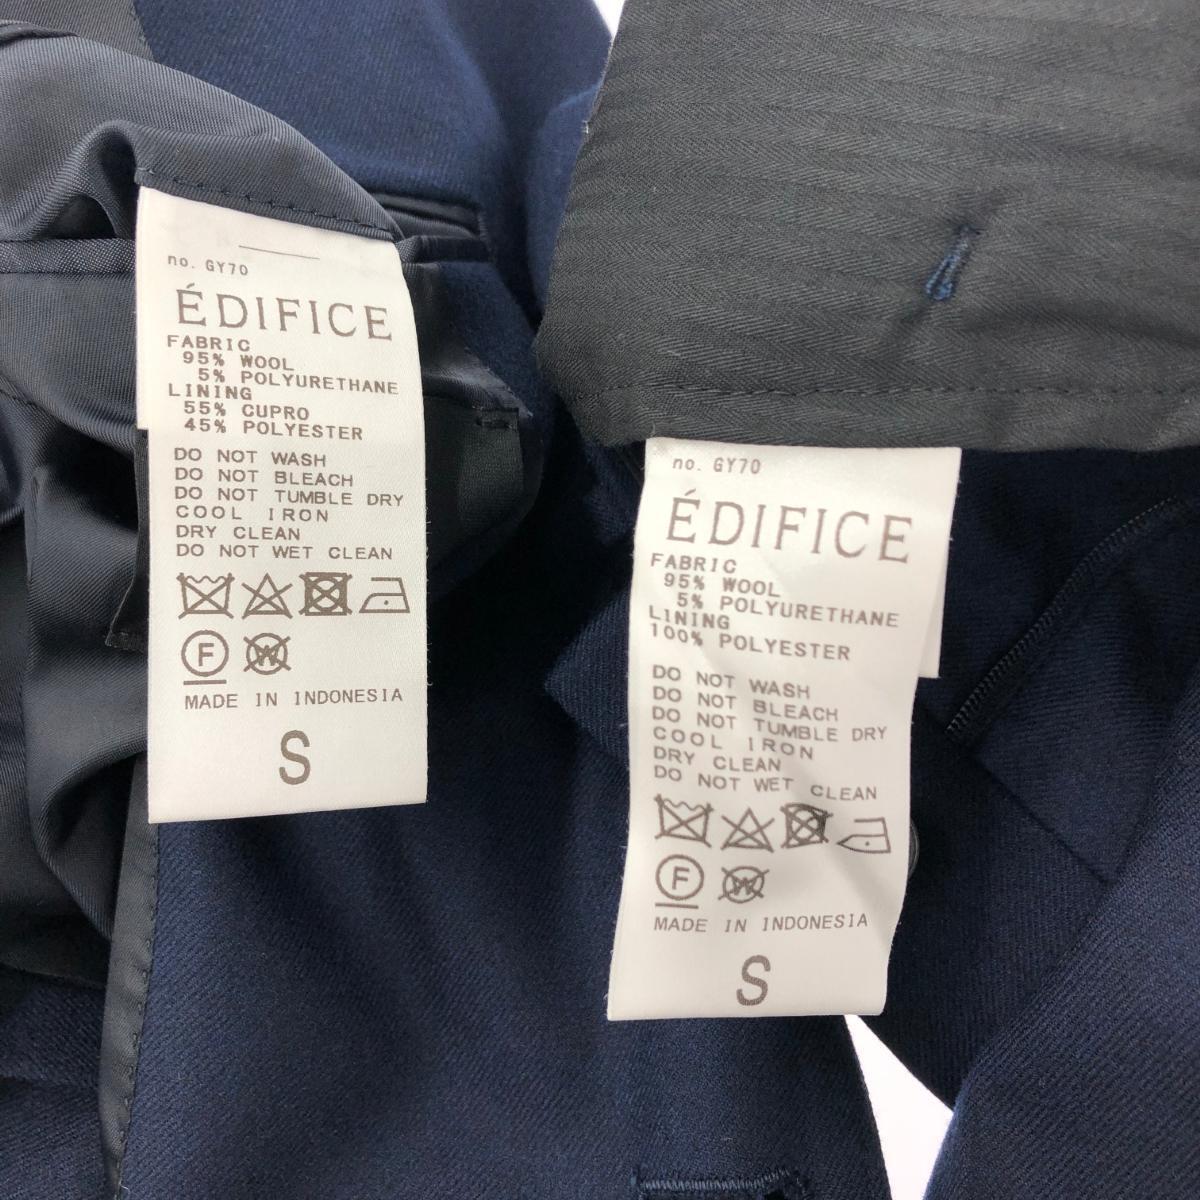 no. GY70
ÉDIFICE
FABRIC
95% WOOL
5% POLYURETHANE
LINING
55% CUPRO
45% POLYESTER
DO NOT WASH
DO NOT BLEACH
DO NOT TUMBLE DRY
COOL IRON
DRY CLEAN
DO NOT WET CLEAN
F W
MADE IN INDONESIA
S
no. GY70
ÉDIFICE
FABRIC
95% WOOL
5% POLYURETHANE
LINING
100% POLYESTER
DO NOT WASH
DO NOT BLEACH
DO NOT TUMBLE DRY
COOL IRON
DRY CLEAN
DO NOT WET CLEAN
F W
MADE IN INDONESIA
S